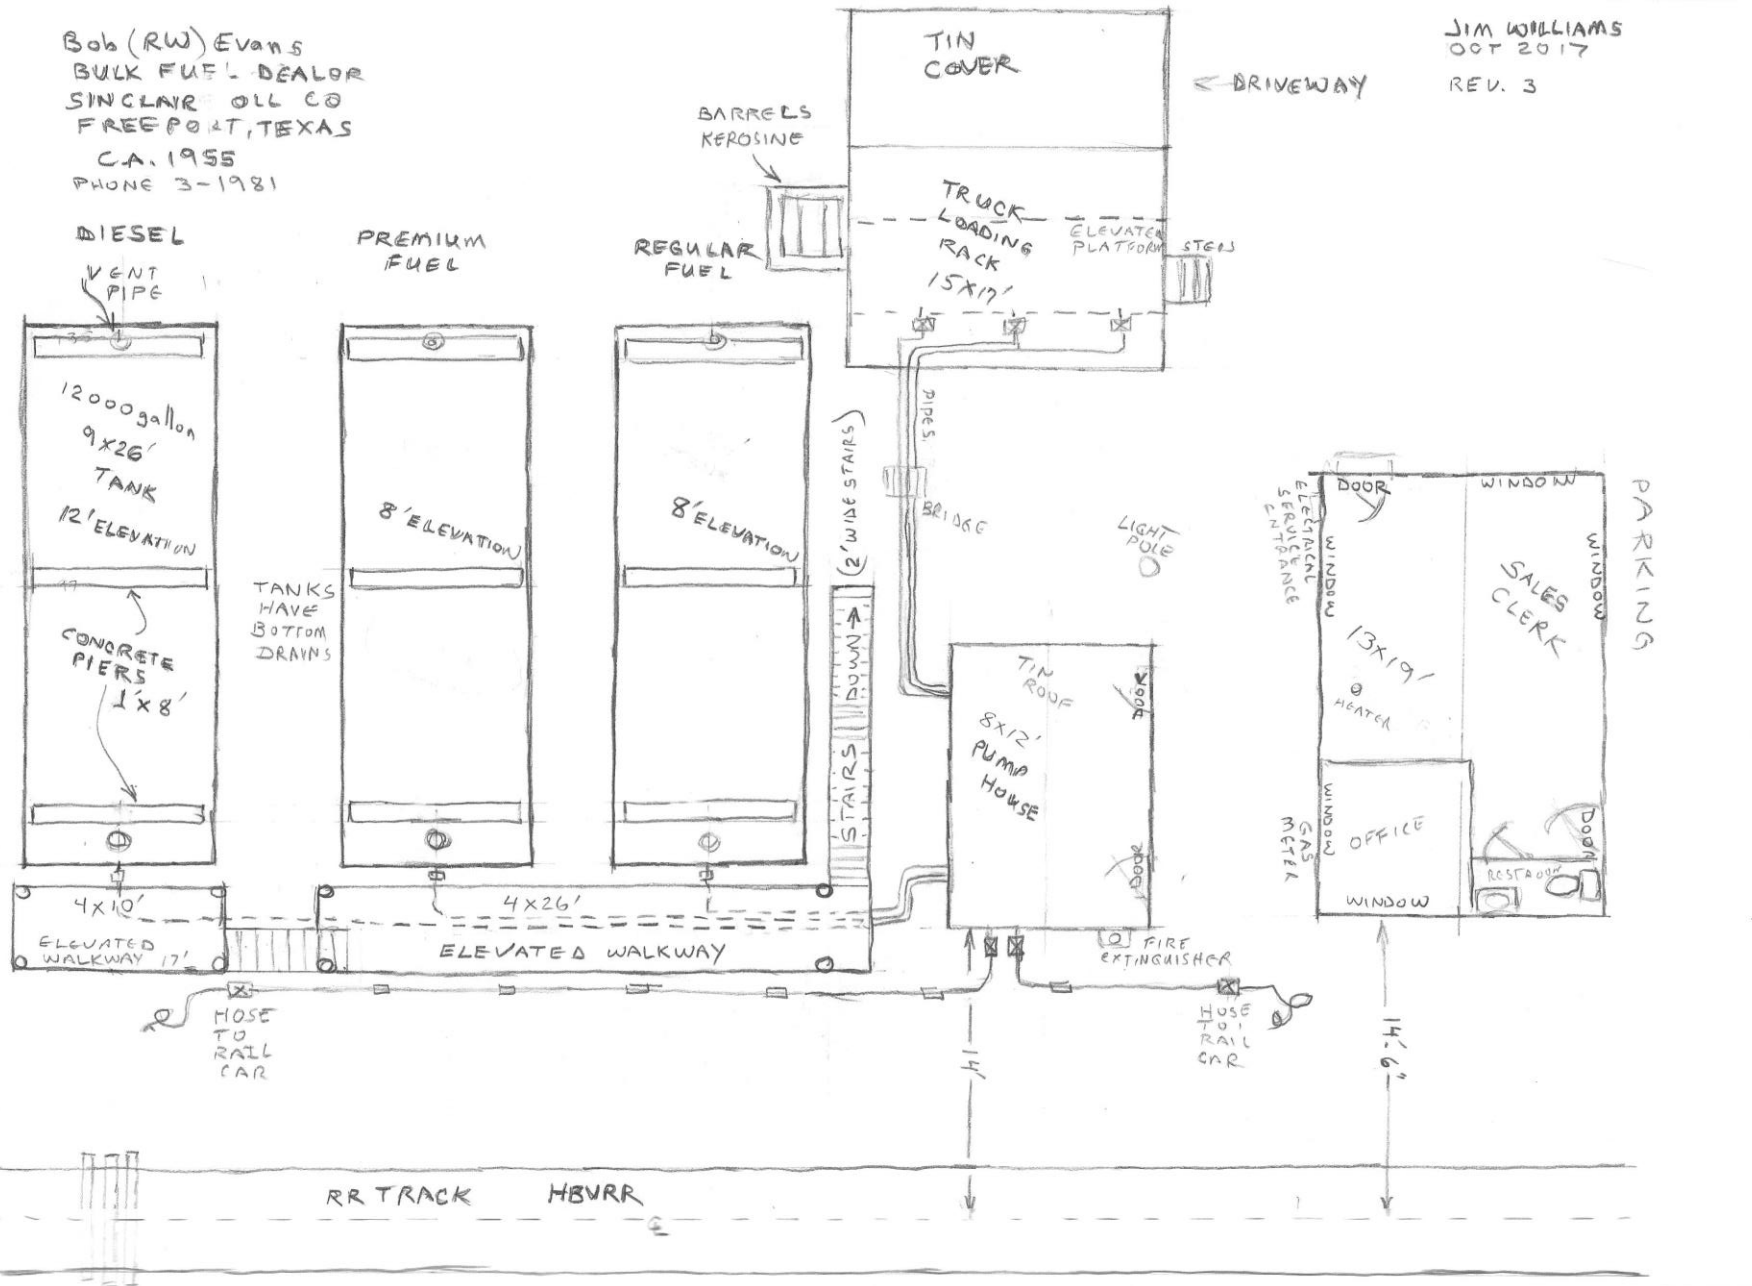 Bob (RW) Evans
BULK FUEL DEALOR
SINCLAIR OIL CO
FREEPORT, TEXAS
C.A. 1955
PHONE 3-1981
JIM WILLIAMS
OCT 2017
REV. 3
TIN
COVER
← DRIVEWAY
BARRELS
KEROSINE
TRUCK
LOADING
RACK
15X17'
ELEVATED
PLATFORM
STEPS
DIESEL
VENT
PIPE
PREMIUM
FUEL
REGULAR
FUEL
12000 gallon
9X26'
TANK
12' ELEVATION
8' ELEVATION
8' ELEVATION
CONCRETE
PIERS
1'X8'
TANKS
HAVE
BOTTOM
DRAINS
(2' WIDE STAIRS)
STAIRS DOWN →
PIPES
BRIDGE
LIGHT
POLE
TIN
ROOF
8X12'
PUMP
HOUSE
DOOR
DOOR
ELECTRICAL
SERVICE
ENTRANCE
DOOR
WINDOW
WINDOW
WINDOW
SALES
CLERK
PARKING
13X19'
HEATER
WINDOW
GAS
METER
OFFICE
WINDOW
DOOR
RESTROOM
4X10'
ELEVATED
WALKWAY 17'
4X26'
ELEVATED WALKWAY
FIRE
EXTINGUISHER
HOSE
TO
RAIL
CAR
HOSE
TO
RAIL
CAR
14'
14'-6"
RR TRACK HBVRR